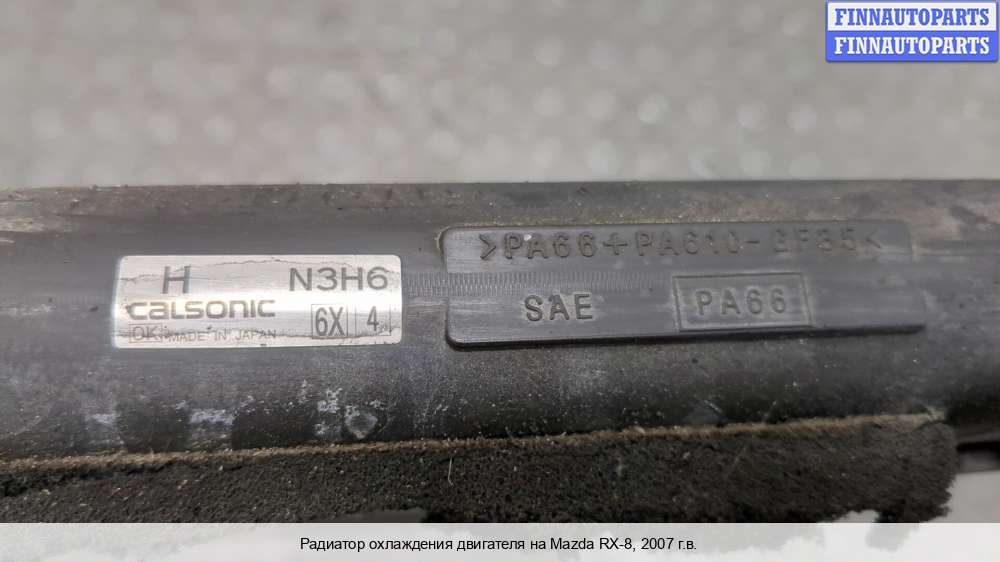 FINNAUTOPARTS
FINNAUTOPARTS
>PA66+PA610-GF35<
H N3H6
calsonic
SAE PA66
6X 4
OK MADE IN JAPAN
Радиатор охлаждения двигателя на Mazda RX-8, 2007 г.в.